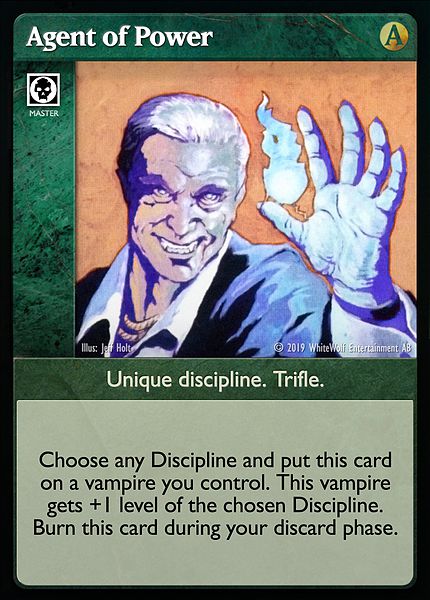 Agent of Power
A
MASTER
Illus: Jeff Holt
© 2019 WhiteWolf Entertainment AB
Unique discipline. Trifle.
Choose any Discipline and put this card
on a vampire you control. This vampire
gets +1 level of the chosen Discipline.
Burn this card during your discard phase.